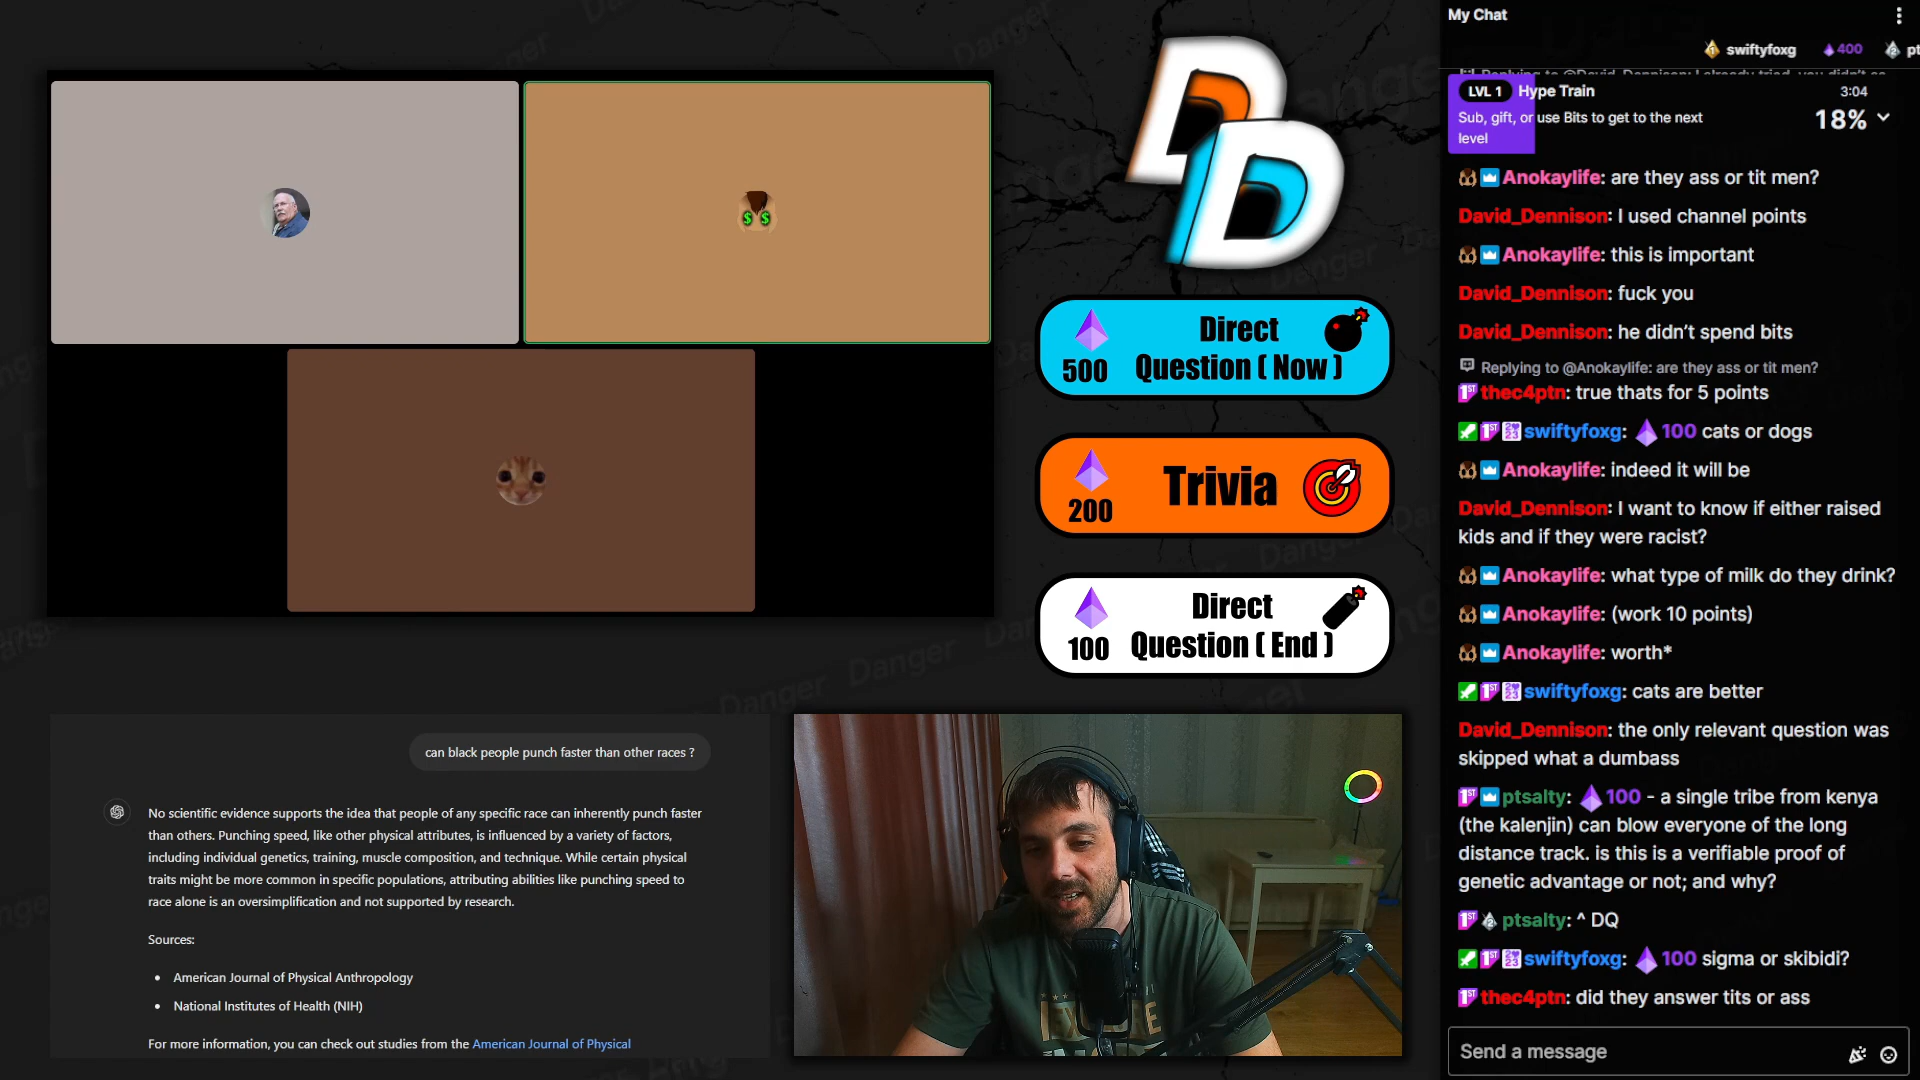 My Chat
swiftyfoxg 400 pt
LVL 1 Hype Train 3:04
Sub, gift, or use Bits to get to the next
level
18%
Anokaylife: are they ass or tit men?
David_Dennison: I used channel points
Anokaylife: this is important
David_Dennison: fuck you
David_Dennison: he didn't spend bits
Replying to @Anokaylife: are they ass or tit men?
thec4ptn: true thats for 5 points
swiftyfoxg: 100 cats or dogs
Anokaylife: indeed it will be
David_Dennison: I want to know if either raised
kids and if they were racist?
Anokaylife: what type of milk do they drink?
Anokaylife: (work 10 points)
Anokaylife: worth*
swiftyfoxg: cats are better
David_Dennison: the only relevant question was
skipped what a dumbass
ptsalty: 100 - a single tribe from kenya
(the kalenjin) can blow everyone of the long
distance track. is this is a verifiable proof of
genetic advantage or not; and why?
ptsalty: ^ DQ
swiftyfoxg: 100 sigma or skibidi?
thec4ptn: did they answer tits or ass
Send a message
DD
500
Direct
Question ( Now )
200
Trivia
100
Direct
Question ( End )
can black people punch faster than other races ?
No scientific evidence supports the idea that people of any specific race can inherently punch faster
than others. Punching speed, like other physical attributes, is influenced by a variety of factors,
including individual genetics, training, muscle composition, and technique. While certain physical
traits might be more common in specific populations, attributing abilities like punching speed to
race alone is an oversimplification and not supported by research.
Sources:
• American Journal of Physical Anthropology
• National Institutes of Health (NIH)
For more information, you can check out studies from the American Journal of Physical